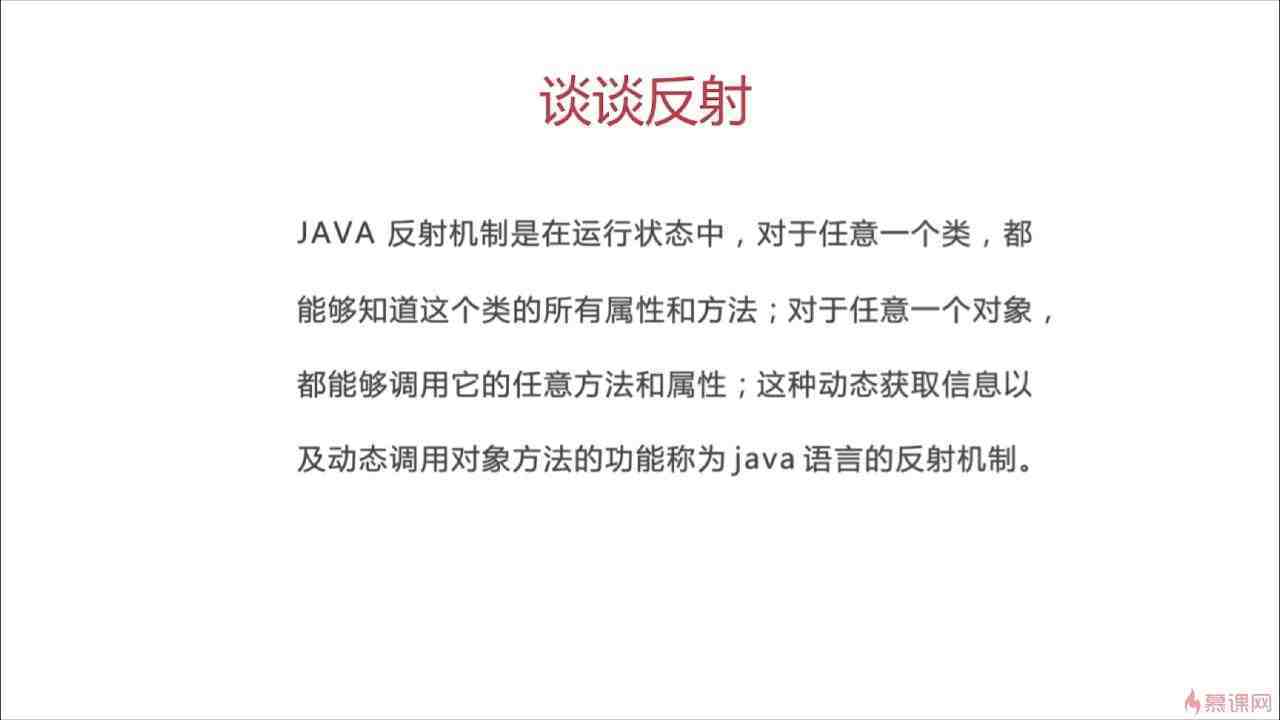 谈谈反射
JAVA 反射机制是在运行状态中，对于任意一个类，都
能够知道这个类的所有属性和方法；对于任意一个对象，
都能够调用它的任意方法和属性；这种动态获取信息以
及动态调用对象方法的功能称为 java 语言的反射机制。
慕课网